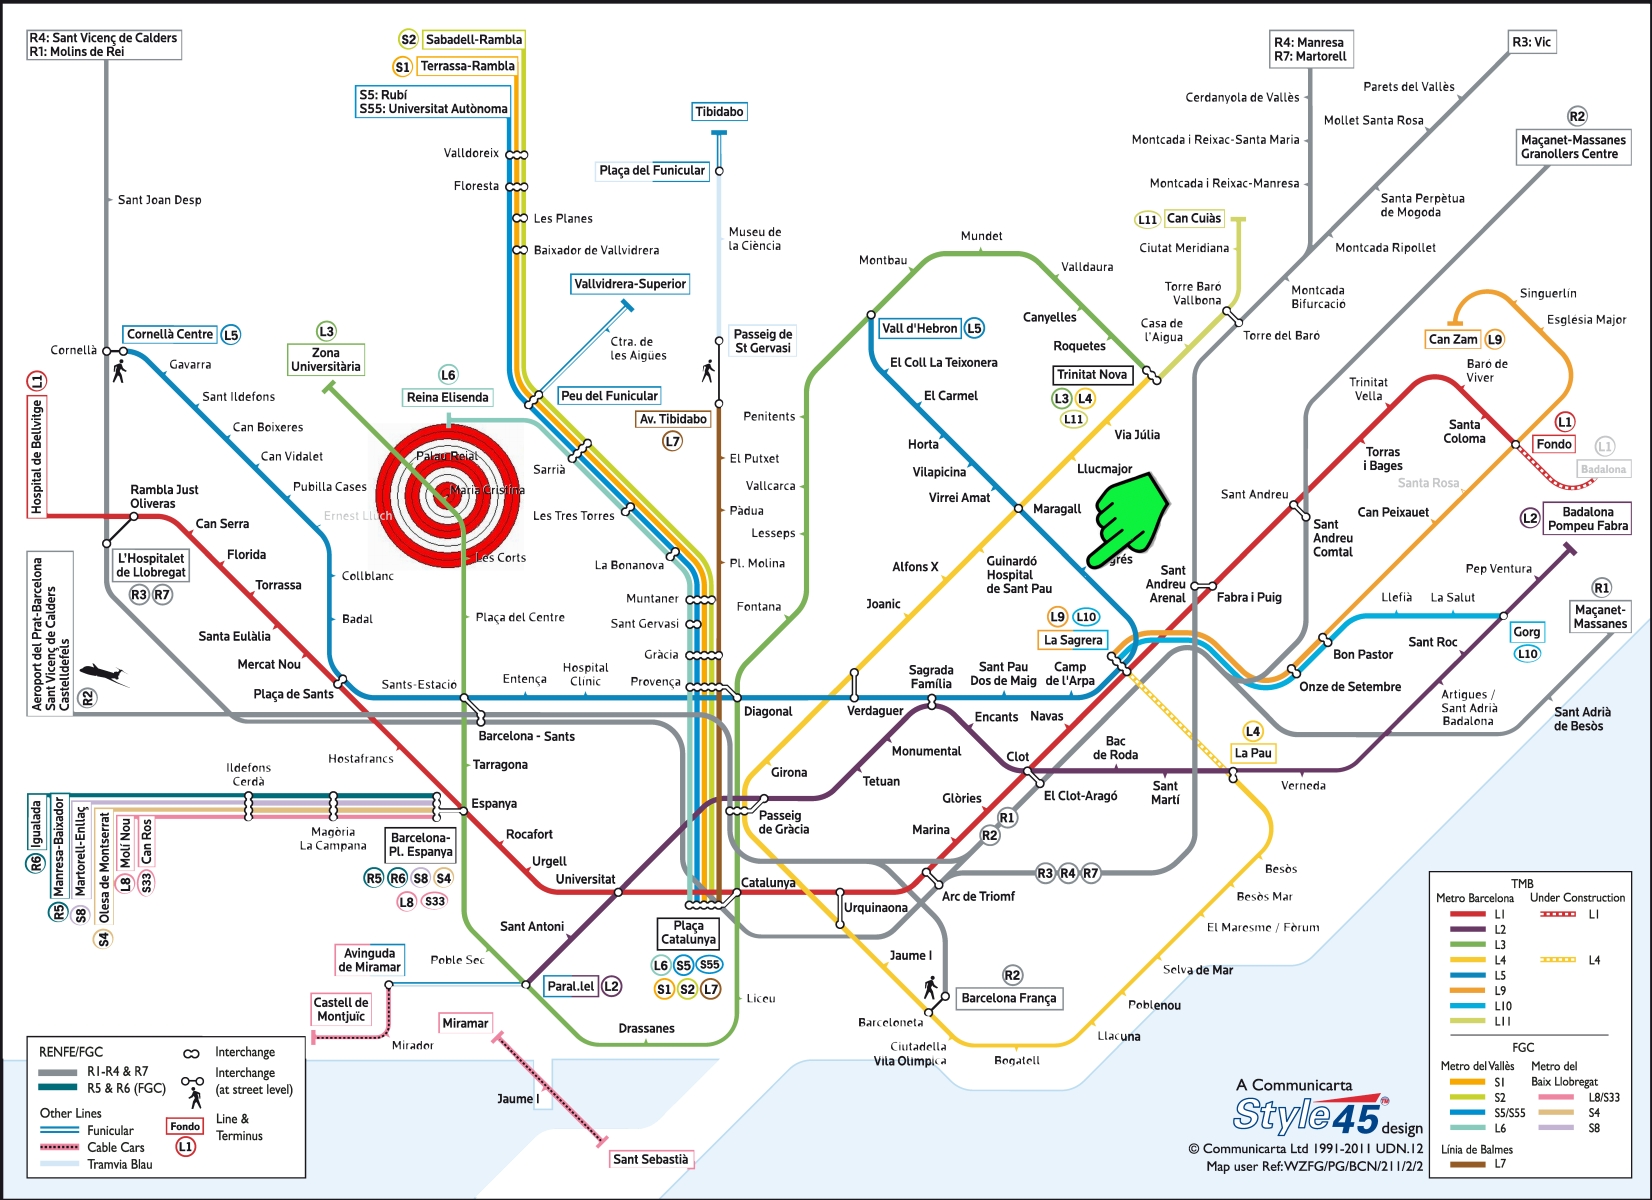 R4: Sant Vicenç de Calders
R1: Molins de Rei
S2
Sabadell-Rambla
S1
Terrassa-Rambla
S5: Rubí
S55: Universitat Autònoma
Tibidabo
R4: Manresa
R7: Martorell
R3: Vic
Cerdanyola de Vallès
Parets del Vallès
Mollet Santa Rosa
R2
Maçanet-Massanes
Granollers Centre
Montcada i Reixac-Santa Maria
Montcada i Reixac-Manresa
Valldoreix
Floresta
Plaça del Funicular
Sant Joan Desp
Les Planes
Baixador de Vallvidrera
Museu de
la Ciència
Santa Perpètua
de Mogoda
L11
Can Cuiàs
Ciutat Meridiana
Montcada Ripollet
Mundet
Montbau
Valldaura
Vallvidrera-Superior
Torre Baró
Vallbona
Montcada
Bifurcació
Singuerlín
Església Major
Canyelles
Casa de
l'Aigua
Torre del Baró
Can Zam
L9
Cornellà Centre
L5
L3
Zona
Universitària
Ctra. de
les Aigües
Passeig de
St Gervasi
Vall d'Hebron
L5
Roquetes
Cornellà
Gavarra
El Coll La Teixonera
Trinitat Nova
L3
L4
L11
Baró de
Viver
Trinitat
Vella
L1
Hospital de Bellvitge
Sant Ildefons
L6
Reina Elisenda
Peu del Funicular
Av. Tibidabo
L7
Penitents
El Carmel
Via Júlia
Santa
Coloma
L1
Fondo
L1
Badalona
Can Boixeres
Can Vidalet
Palau Reial
Sarrià
El Putxet
Horta
Vilapicina
Llucmajor
Torras
i Bages
Pubilla Cases
Maria Cristina
Vallcarca
Virrei Amat
Santa Rosa
Rambla Just
Oliveras
Can Serra
Ernest Lluch
Les Tres Torres
Pàdua
Maragall
Sant Andreu
Can Peixauet
L2
Badalona
Pompeu Fabra
L'Hospitalet
de Llobregat
R3
R7
Florida
Les Corts
La Bonanova
Lesseps
Pl. Molina
Alfons X
Guinardó
Hospital
de Sant Pau
Sant
Andreu
Comtal
Pep Ventura
Torrassa
Collblanc
Muntaner
Fontana
Joanic
Sant
Andreu
Arenal
Fabra i Puig
Llefià
La Salut
R1
Maçanet-
Massanes
Aeroport del Prat-Barcelona
Sant Vicenç de Calders
Castelldefels
R2
Santa Eulàlia
Badal
Plaça del Centre
Sant Gervasi
L9
L10
La Sagrera
Gorg
L10
Mercat Nou
Gràcia
Bon Pastor
Sant Roc
Plaça de Sants
Sants-Estació
Entença
Hospital
Clínic
Provença
Sagrada
Família
Sant Pau
Dos de Maig
Camp
de l'Arpa
Onze de Setembre
Artigues /
Sant Adrià
Badalona
Diagonal
Verdaguer
Encants
Navas
Sant Adrià
de Besòs
Barcelona - Sants
Monumental
Clot
Bac
de Roda
L4
La Pau
Hostafrancs
Tarragona
Girona
Tetuan
El Clot-Aragó
Sant
Martí
Verneda
Ildefons
Cerdà
Espanya
Passeig
de Gràcia
Glòries
R1
R2
Magòria
La Campana
Rocafort
Marina
R6
Igualada
R5
Manresa-Baixador
S8
Martorell-Enllaç
S4
Olesa de Montserrat
L8
Molí Nou
S33
Can Ros
Barcelona-
Pl. Espanya
R5
R6
S8
S4
L8
S33
Urgell
Universitat
Catalunya
Urquinaona
Arc de Triomf
R3
R4
R7
Besòs
Besòs Mar
Sant Antoni
Plaça
Catalunya
L6
S5
S55
S1
S2
L7
El Maresme / Fòrum
Avinguda
de Miramar
Poble Sec
Jaume I
Selva de Mar
Paral.lel
L2
R2
Barcelona França
Poblenou
Castell de
Montjuïc
Miramar
Liceu
Barceloneta
Llacuna
Mirador
Drassanes
Ciutadella
Vila Olímpica
Bogatell
Jaume I
Sant Sebastià
RENFE/FGC
R1-R4 & R7
R5 & R6 (FGC)
Other Lines
Funicular
Cable Cars
Tramvia Blau
Interchange
Interchange
(at street level)
Fondo
L1
Line &
Terminus
TMB
Metro Barcelona
Under Construction
L1
L1
L2
L3
L4
L4
L5
L9
L10
L11
FGC
Metro del Vallès
Metro del
Baix Llobregat
S1
L8/S33
S2
S4
S5/S55
S8
L6
Línia de Balmes
L7
A Communicarta
Style45 design
© Communicarta Ltd 1991-2011 UDN.12
Map user Ref:WZFG/PG/BCN/211/2/2